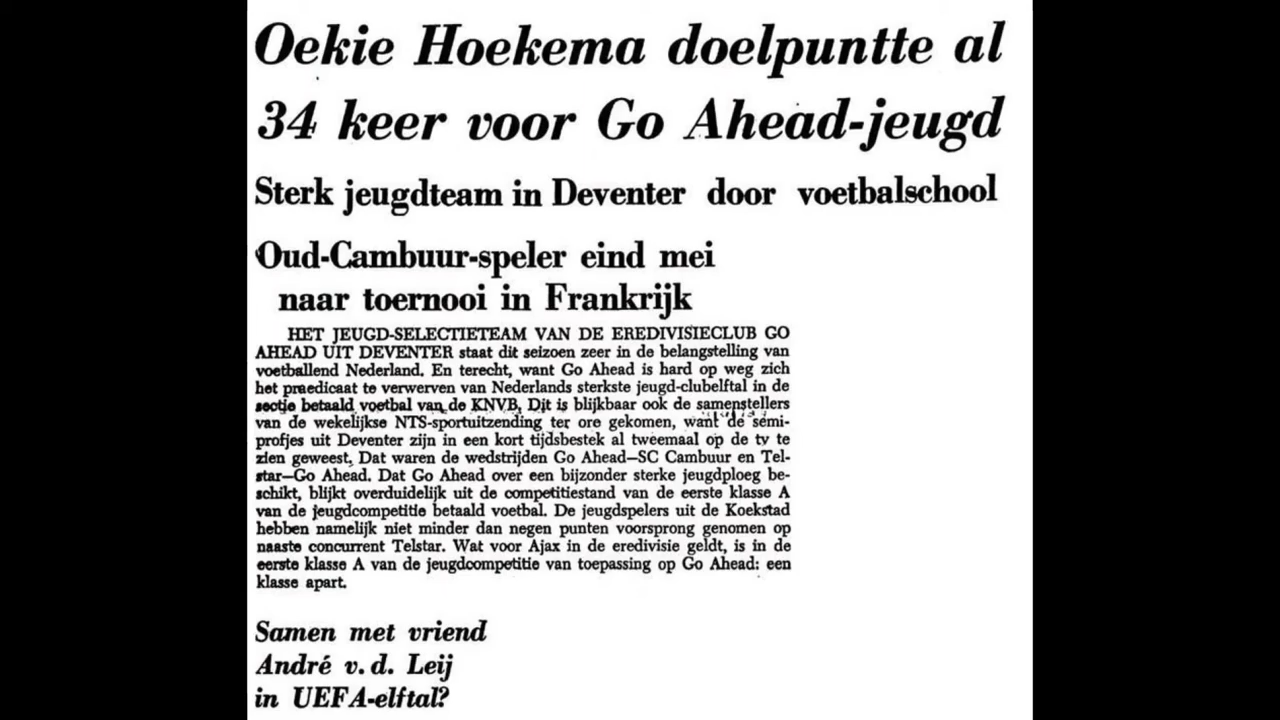 Oekie Hoekema doelpuntte al
34 keer voor Go Ahead-jeugd
Sterk jeugdteam in Deventer door voetbalschool
Oud-Cambuur-speler eind mei
naar toernooi in Frankrijk
HET JEUGD-SELECTIETEAM VAN DE EREDIVISIECLUB GO
AHEAD UIT DEVENTER staat dit seizoen zeer in de belangstelling van
voetballend Nederland. En terecht, want Go Ahead is hard op weg zich
het praedicaat te verwerven van Nederlands sterkste jeugd-clubelftal in de
sectie betaald voetbal van de KNVB. Dit is blijkbaar ook de samenstellers
van de wekelijkse NTS-sportuitzending ter ore gekomen, want de semi-
profjes uit Deventer zijn in een kort tijdsbestek al tweemaal op de tv te
zien geweest. Dat waren de wedstrijden Go Ahead—SC Cambuur en Tel-
star—Go Ahead. Dat Go Ahead over een bijzonder sterke jeugdploeg be-
schikt, blijkt overduidelijk uit de competitiestand van de eerste klasse A
van de jeugdcompetitie betaald voetbal. De jeugdspelers uit de Koekstad
hebben namelijk niet minder dan negen punten voorsprong genomen op
naaste concurrent Telstar. Wat voor Ajax in de eredivisie geldt, is in de
eerste klasse A van de jeugdcompetitie van toepassing op Go Ahead: een
klasse apart.
Samen met vriend
André v. d. Leij
in UEFA-elftal?